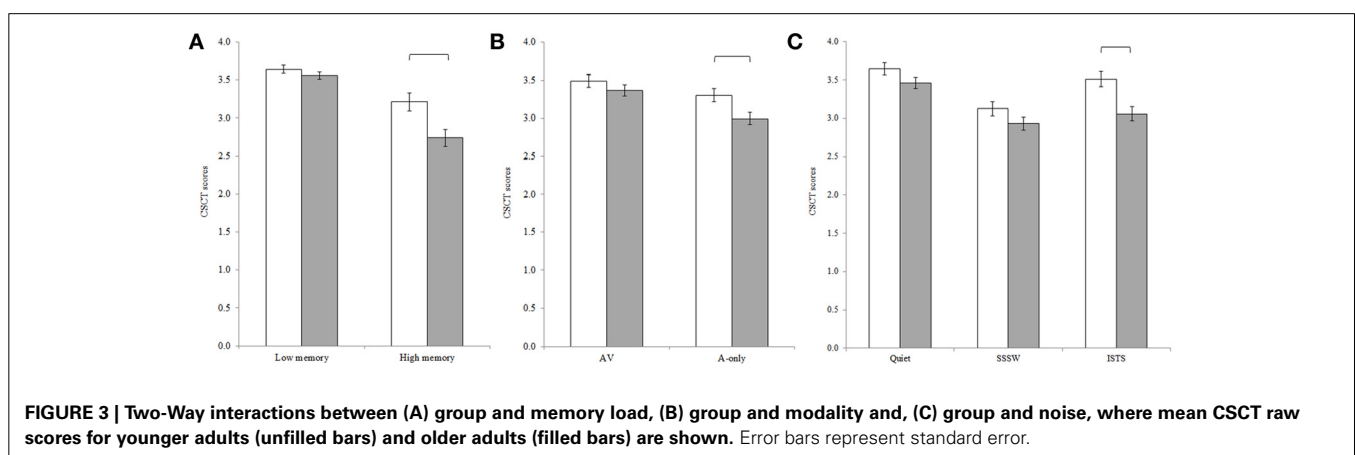 A
4.0
3.5
3.0
2.5
2.0
1.5
1.0
0.5
0.0
CSCT scores
Low memory High memory
B
4.0
3.5
3.0
2.5
2.0
1.5
1.0
0.5
0.0
CSCT scores
AV A-only
C
4.0
3.5
3.0
2.5
2.0
1.5
1.0
0.5
0.0
CSCT scores
Quiet SSSW ISTS
FIGURE 3 | Two-Way interactions between (A) group and memory load, (B) group and modality and, (C) group and noise, where mean CSCT raw
scores for younger adults (unfilled bars) and older adults (filled bars) are shown. Error bars represent standard error.